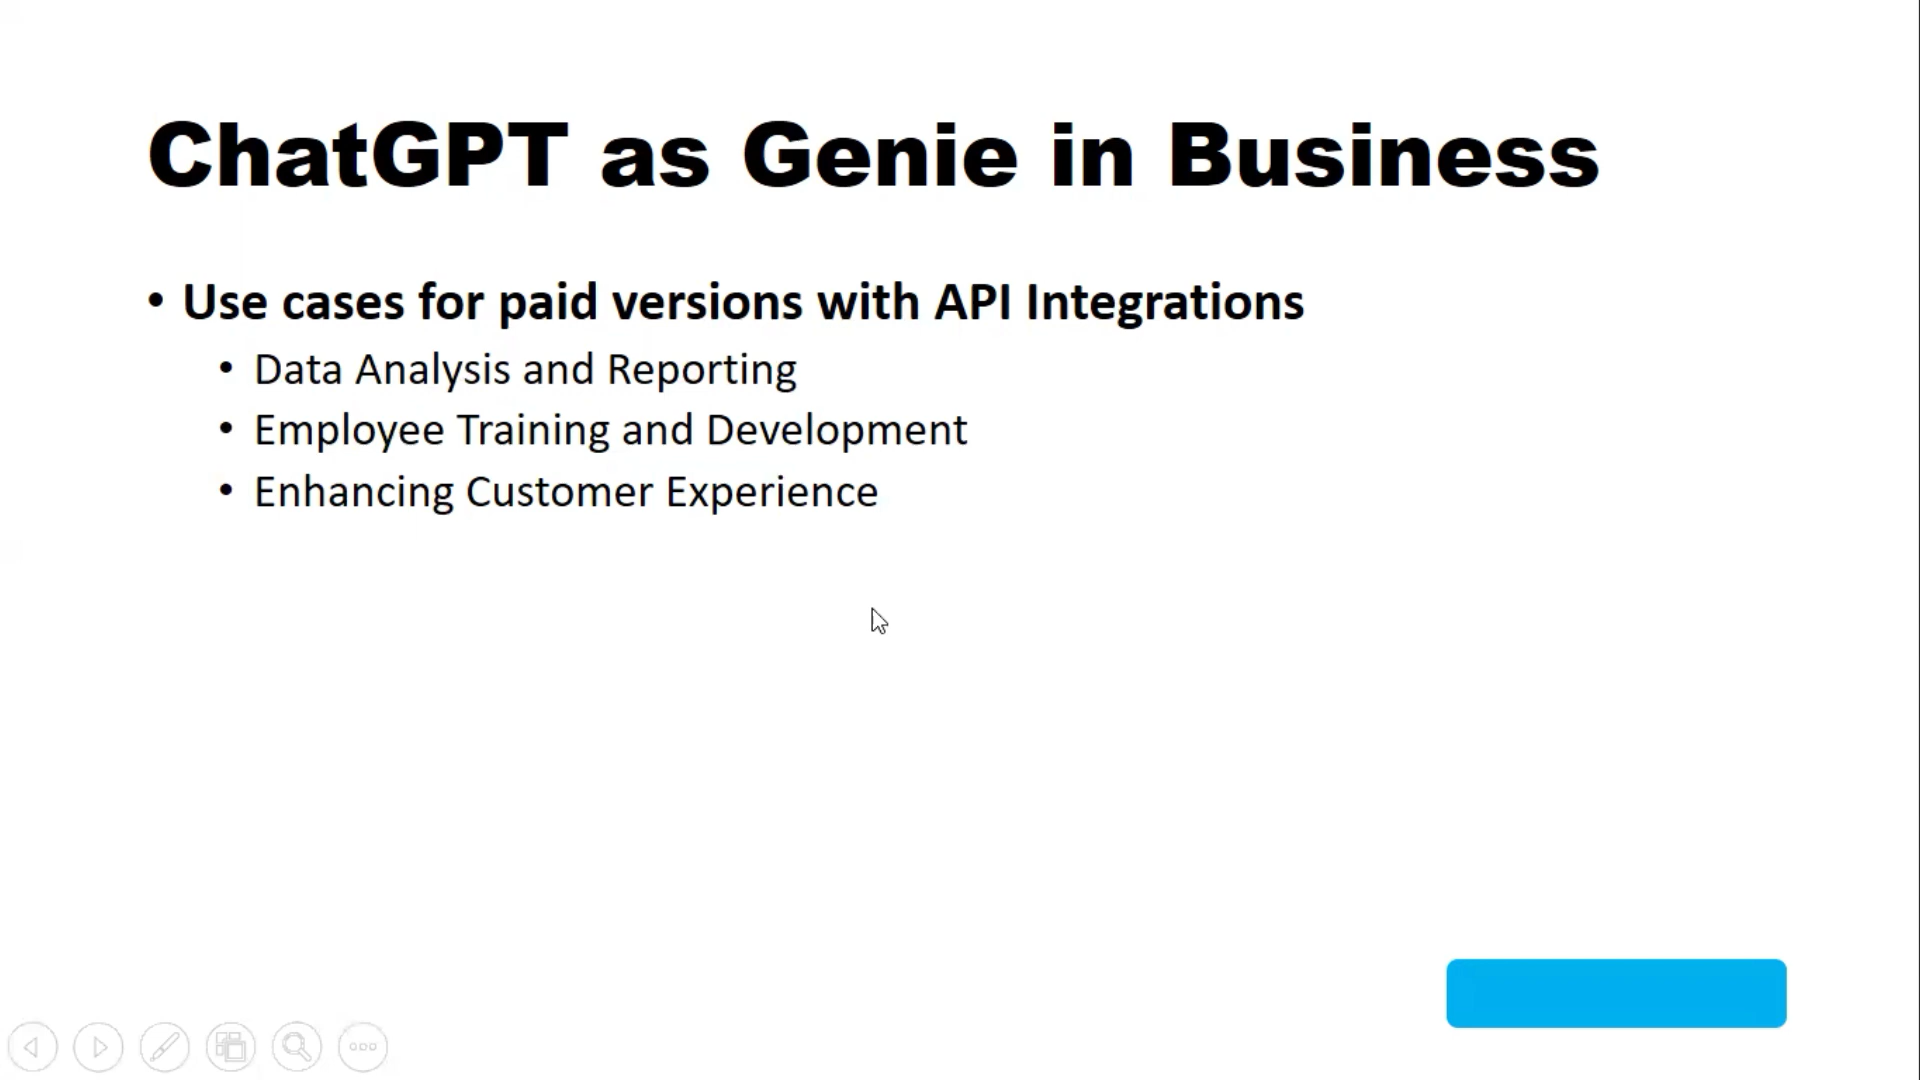 ChatGPT as Genie in Business
• Use cases for paid versions with API Integrations
• Data Analysis and Reporting
• Employee Training and Development
• Enhancing Customer Experience